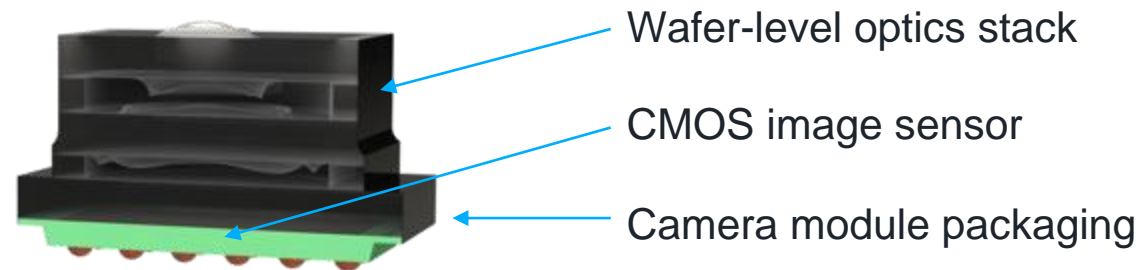 Wafer-level optics stack
CMOS image sensor
Camera module packaging